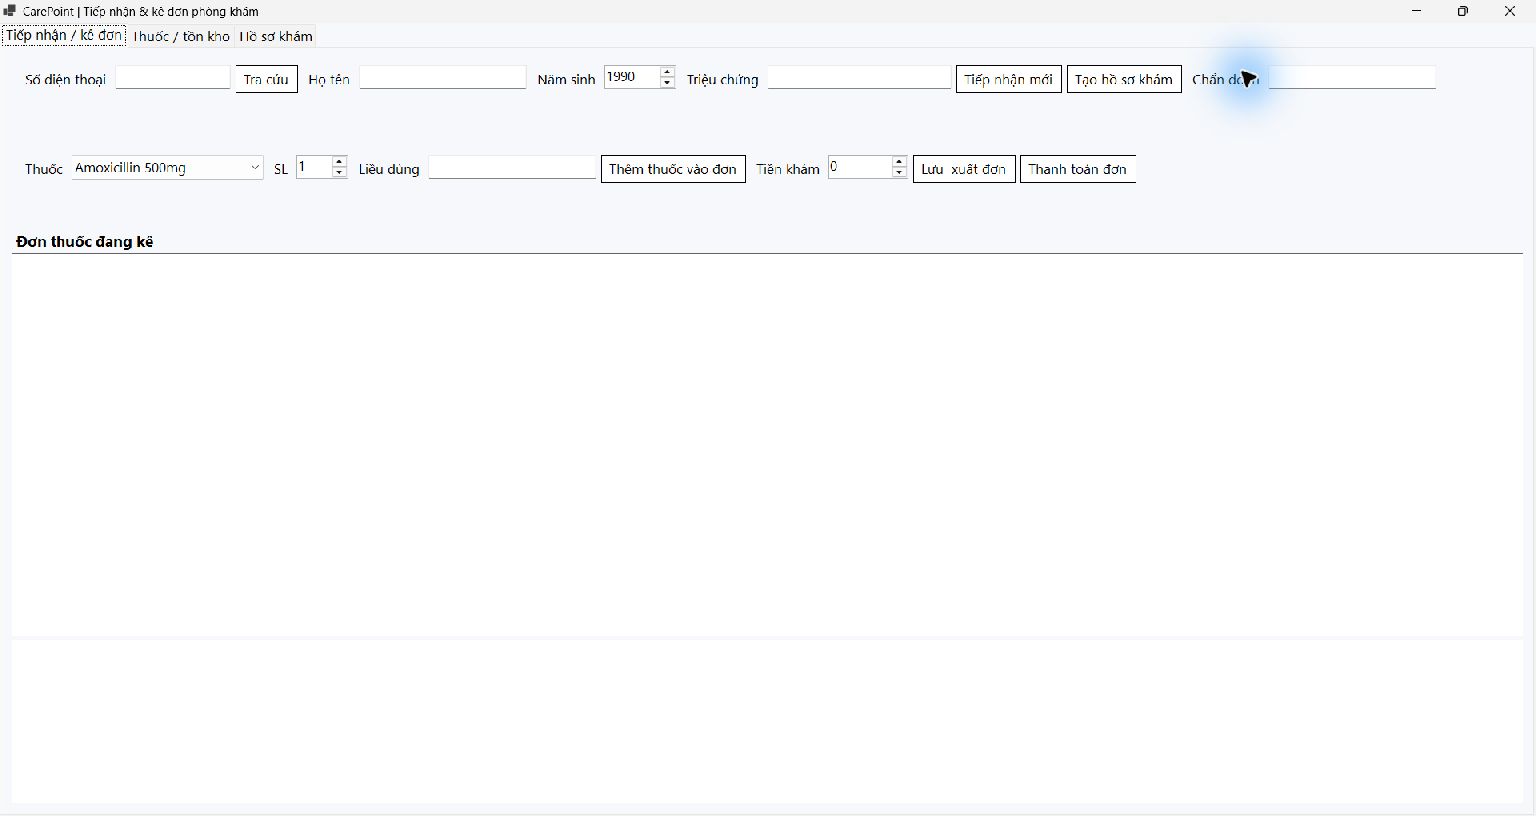 CarePoint | Tiếp nhận & kê đơn phòng khám
Tiếp nhận / kê đơn Thuốc / tồn kho Hồ sơ khám
Số điện thoại Tra cứu Họ tên Năm sinh 1990 Triệu chứng Tiếp nhận mới Tạo hồ sơ khám Chẩn
Thuốc Amoxicillin 500mg SL 1 Liều dùng Thêm thuốc vào đơn Tiền khám 0 Lưu xuất đơn Thanh toán đơn
Đơn thuốc đang kê